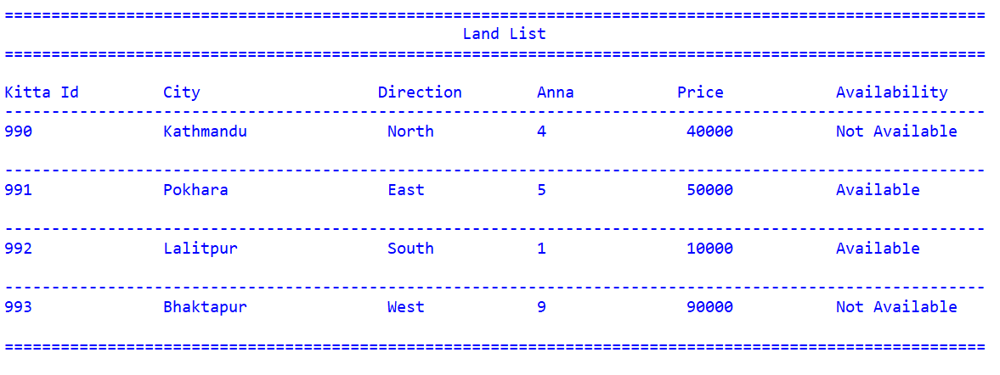 =========================================================================================================
Land List
=========================================================================================================
Kitta Id City Direction Anna Price Availability
---------------------------------------------------------------------------------------------------------
990 Kathmandu North 4 40000 Not Available
---------------------------------------------------------------------------------------------------------
991 Pokhara East 5 50000 Available
---------------------------------------------------------------------------------------------------------
992 Lalitpur South 1 10000 Available
---------------------------------------------------------------------------------------------------------
993 Bhaktapur West 9 90000 Not Available
=========================================================================================================